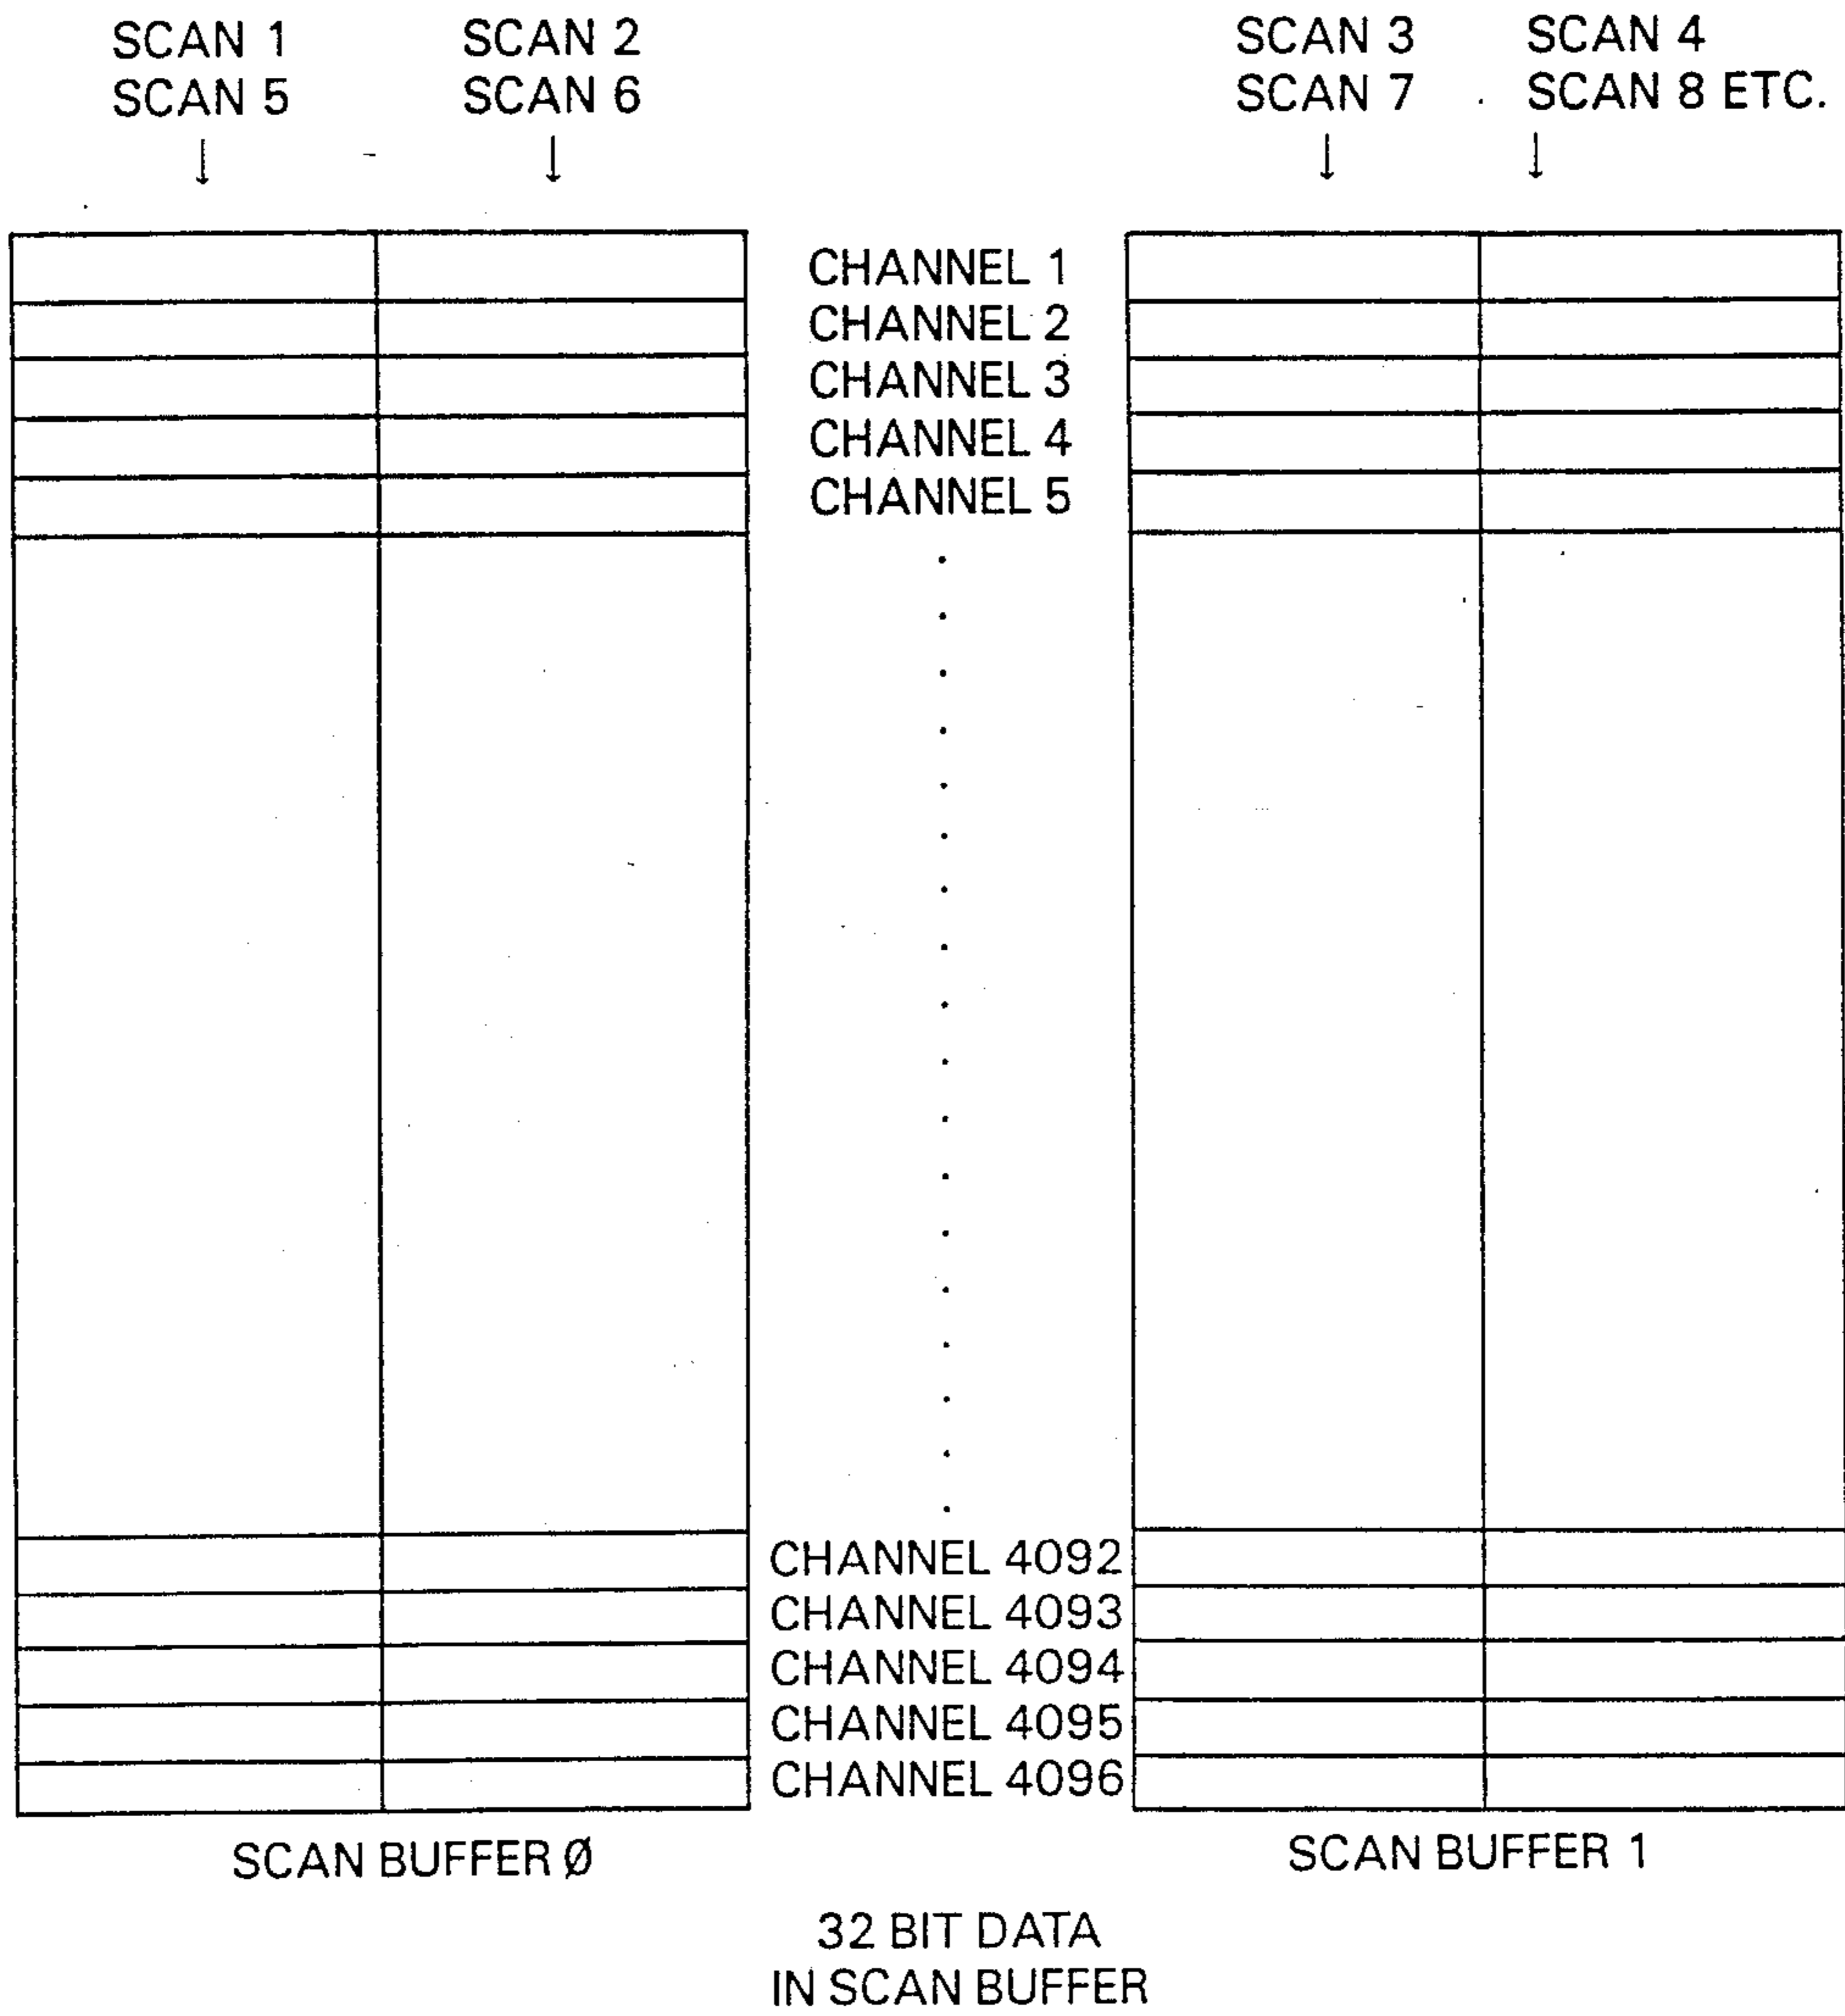 SCAN 1 SCAN 2 SCAN 3 SCAN 4
SCAN 5 SCAN 6 SCAN 7 SCAN 8 ETC.
CHANNEL 1
CHANNEL 2
CHANNEL 3
CHANNEL 4
CHANNEL 5
CHANNEL 4092
CHANNEL 4093
CHANNEL 4094
CHANNEL 4095
CHANNEL 4096
SCAN BUFFER Ø SCAN BUFFER 1
32 BIT DATA
IN SCAN BUFFER